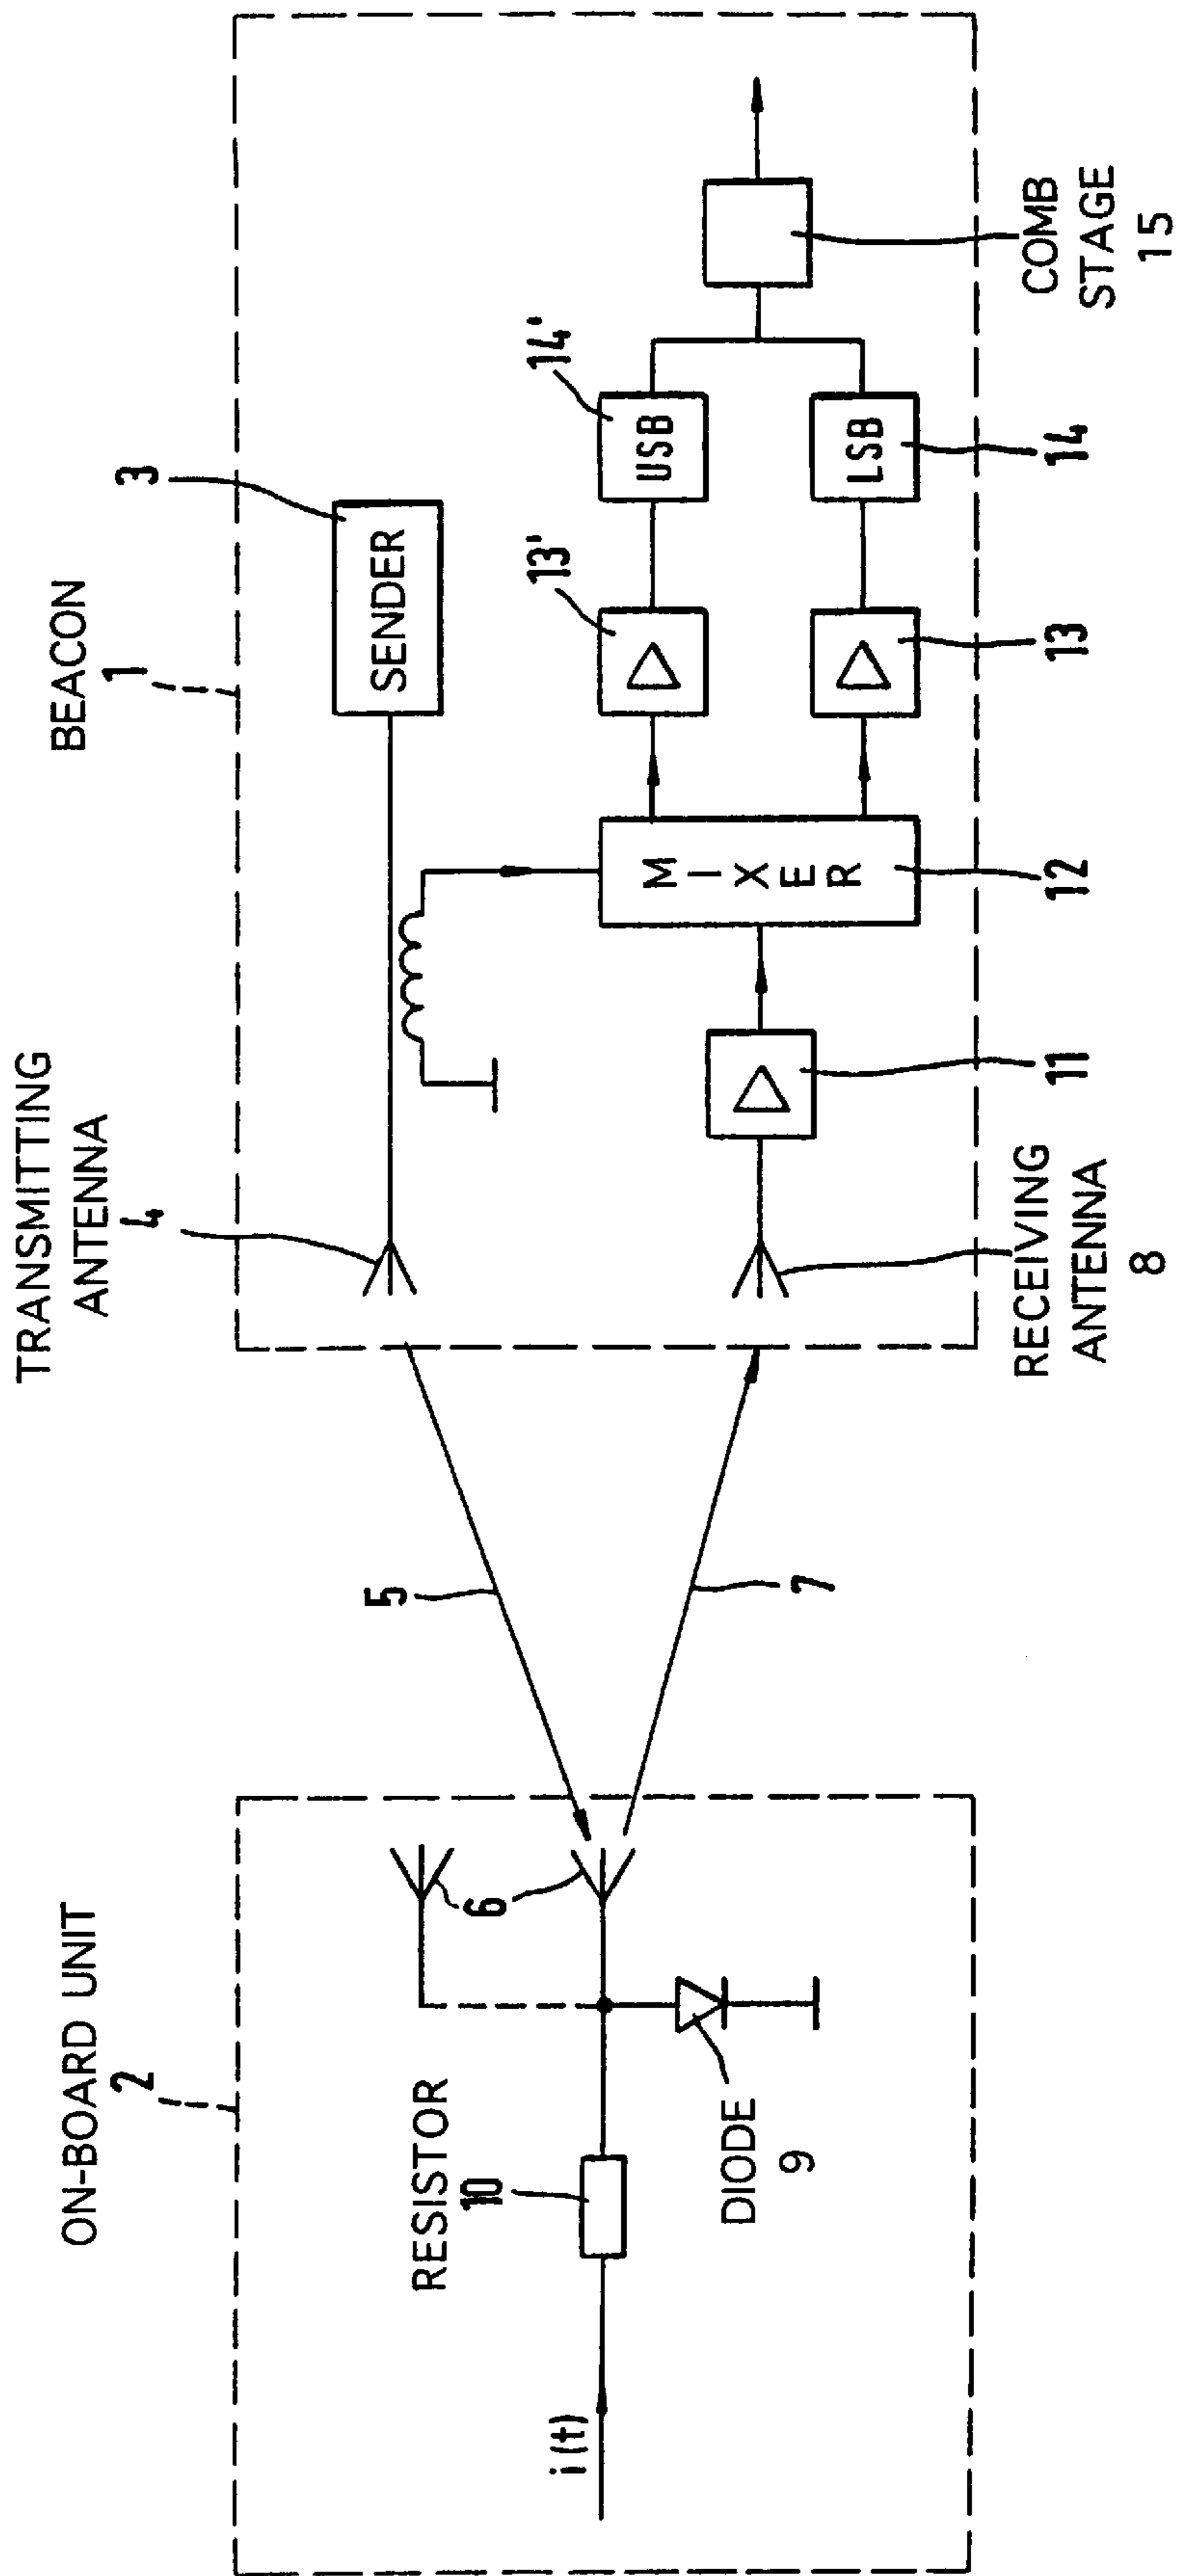 ON-BOARD UNIT
2
RESISTOR
10
i(t)
DIODE
9
6
5
7
TRANSMITTING
ANTENNA
4
BEACON
1
3
SENDER
13'
14'
USB
MIXER
LSB
RECEIVING
ANTENNA
8
11
12
13
14
COMB
STAGE
15